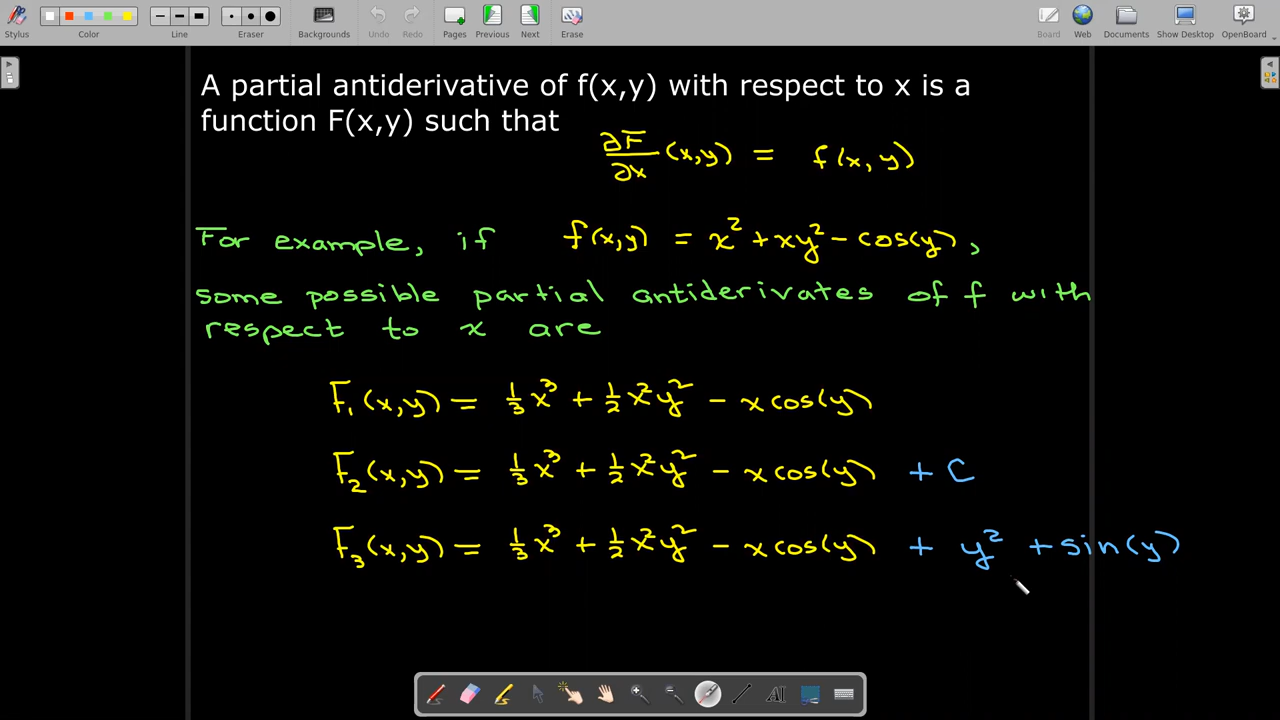 Stylus Color Line Eraser Backgrounds Undo Redo Pages Previous Next Erase Board Web Documents Show Desktop OpenBoard
A partial antiderivative of f(x,y) with respect to x is a
function F(x,y) such that
∂F/∂x (x,y) = f(x,y)
For example, if f(x,y) = x² + xy² - cos(y),
some possible partial antiderivates of f with
respect to x are
F₁(x,y) = ⅓x³ + ½x²y² - x cos(y)
F₂(x,y) = ⅓x³ + ½x²y² - x cos(y) + C
F₃(x,y) = ⅓x³ + ½x²y² - x cos(y) + y² + sin(y)
AI